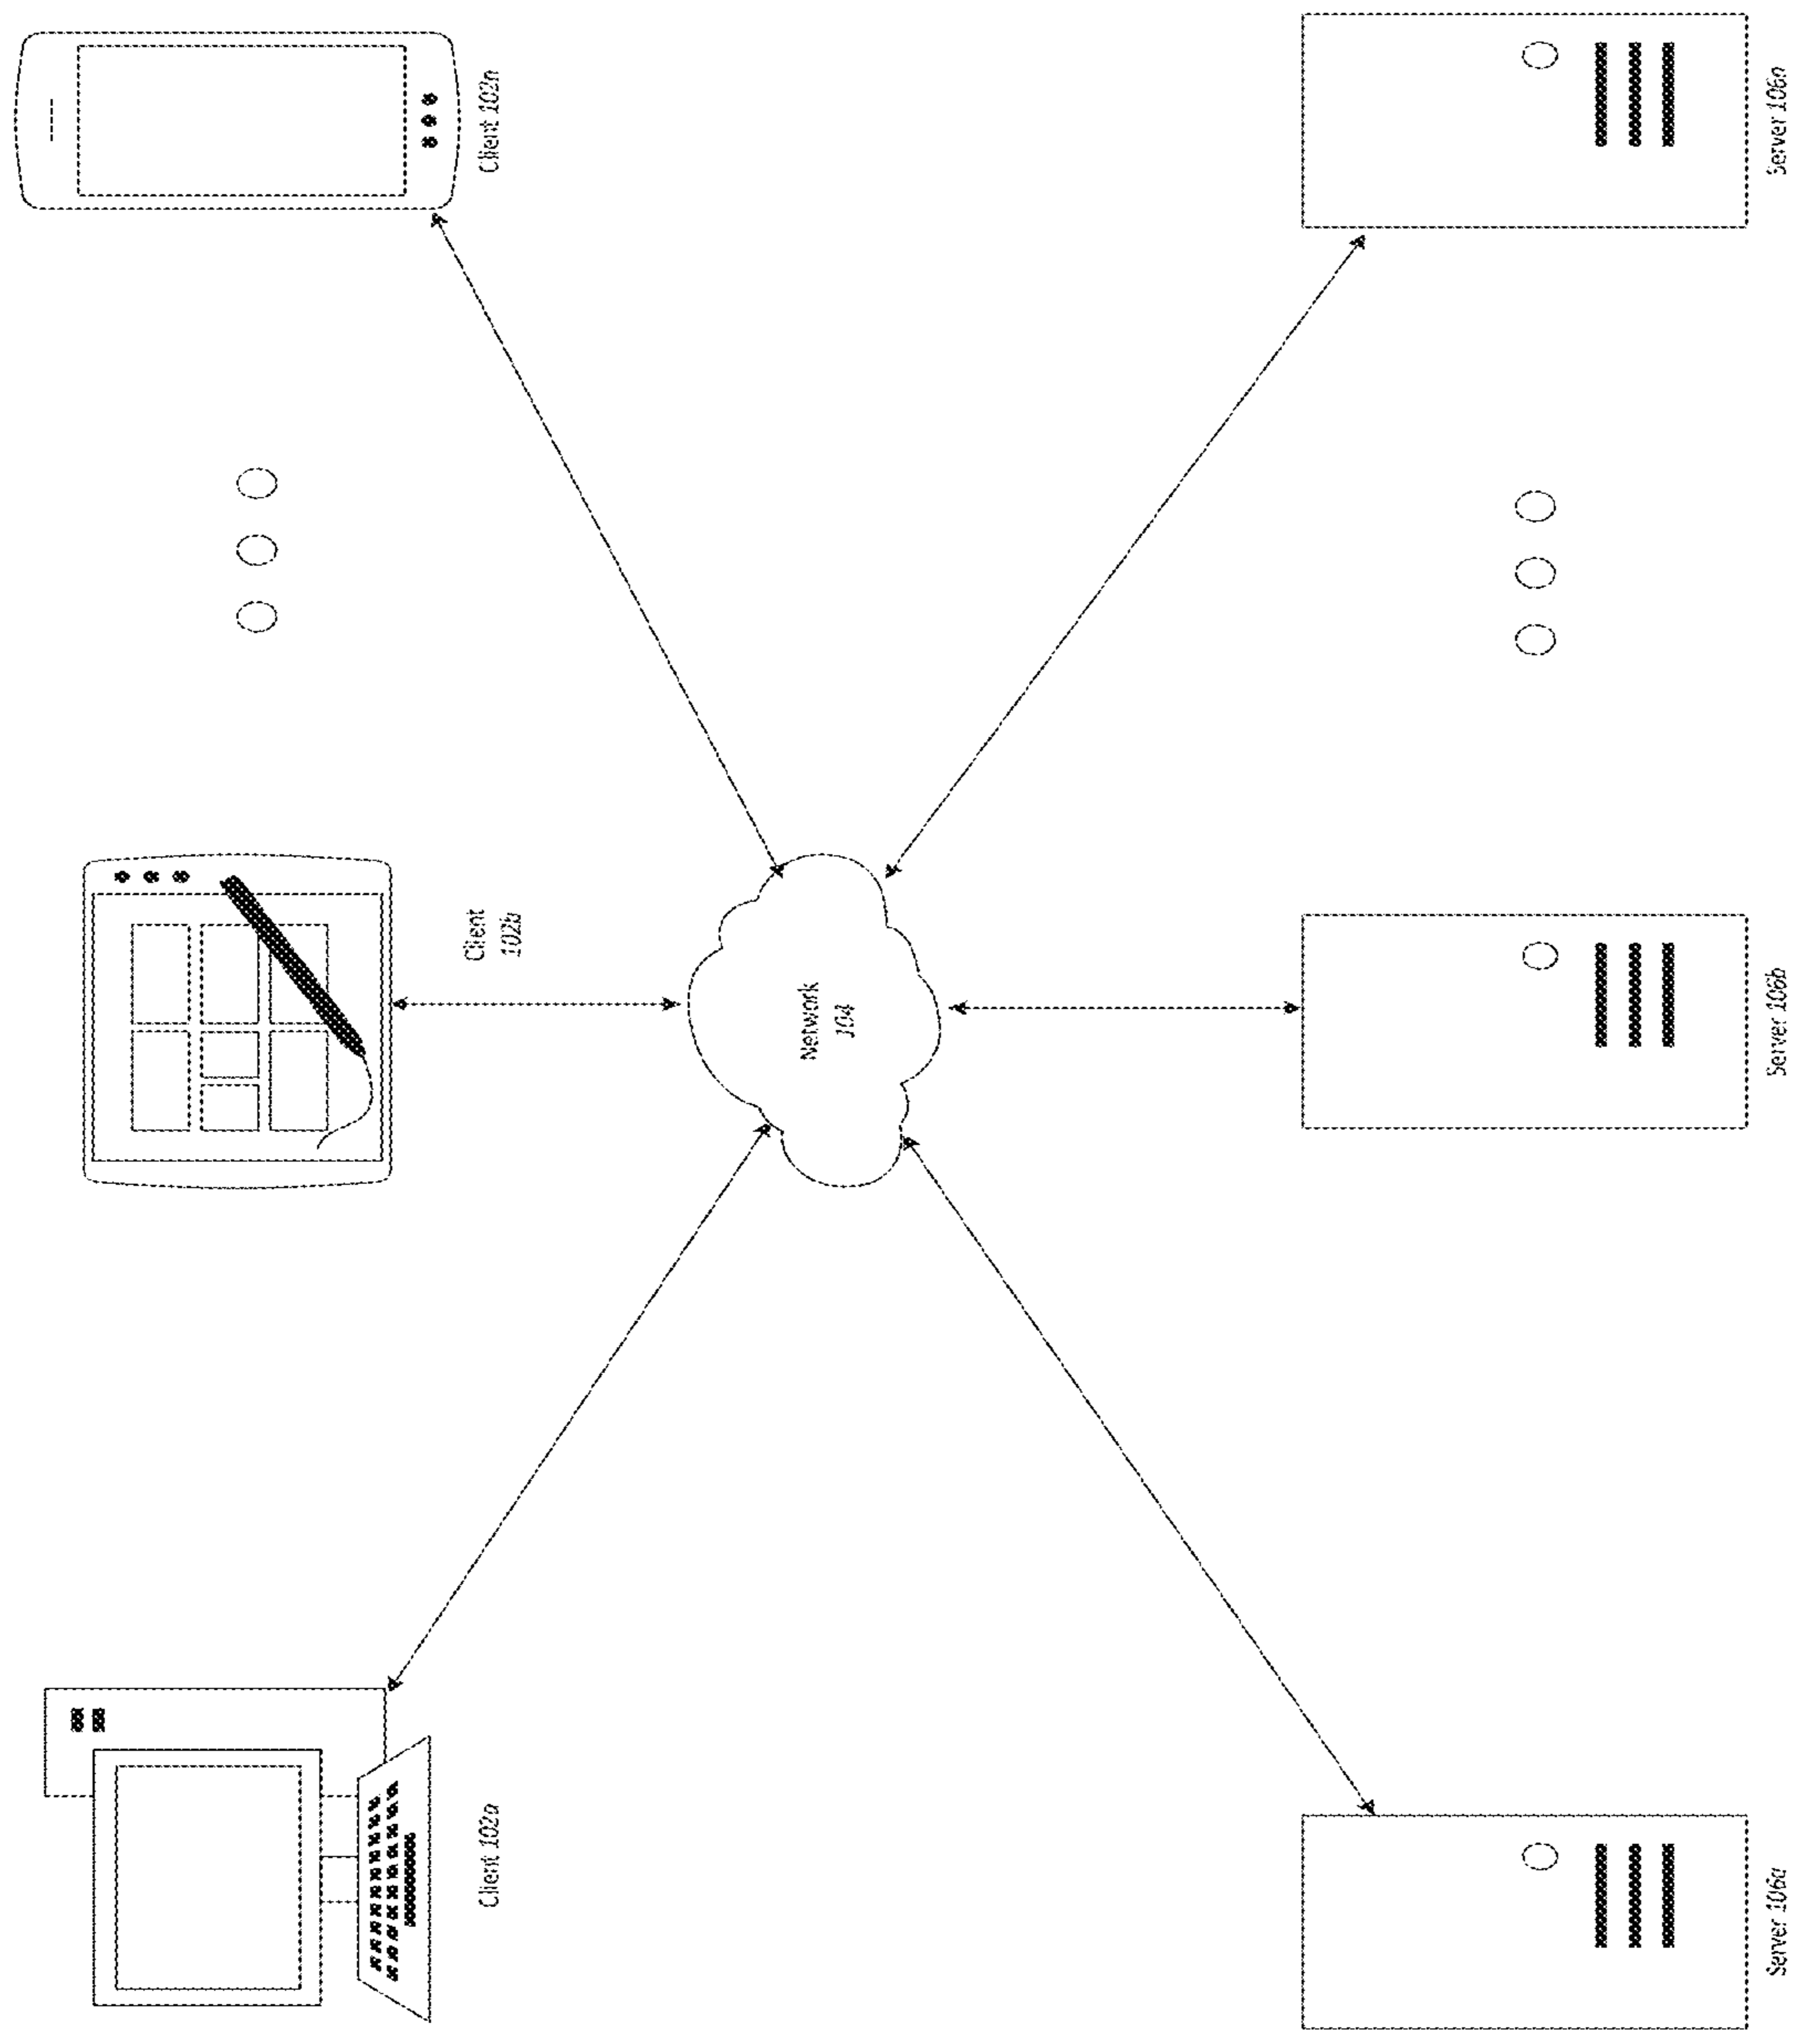 Client 102a
Client
102b
Client 102n
Network
104
Server 106a
Server 106b
Server 106n